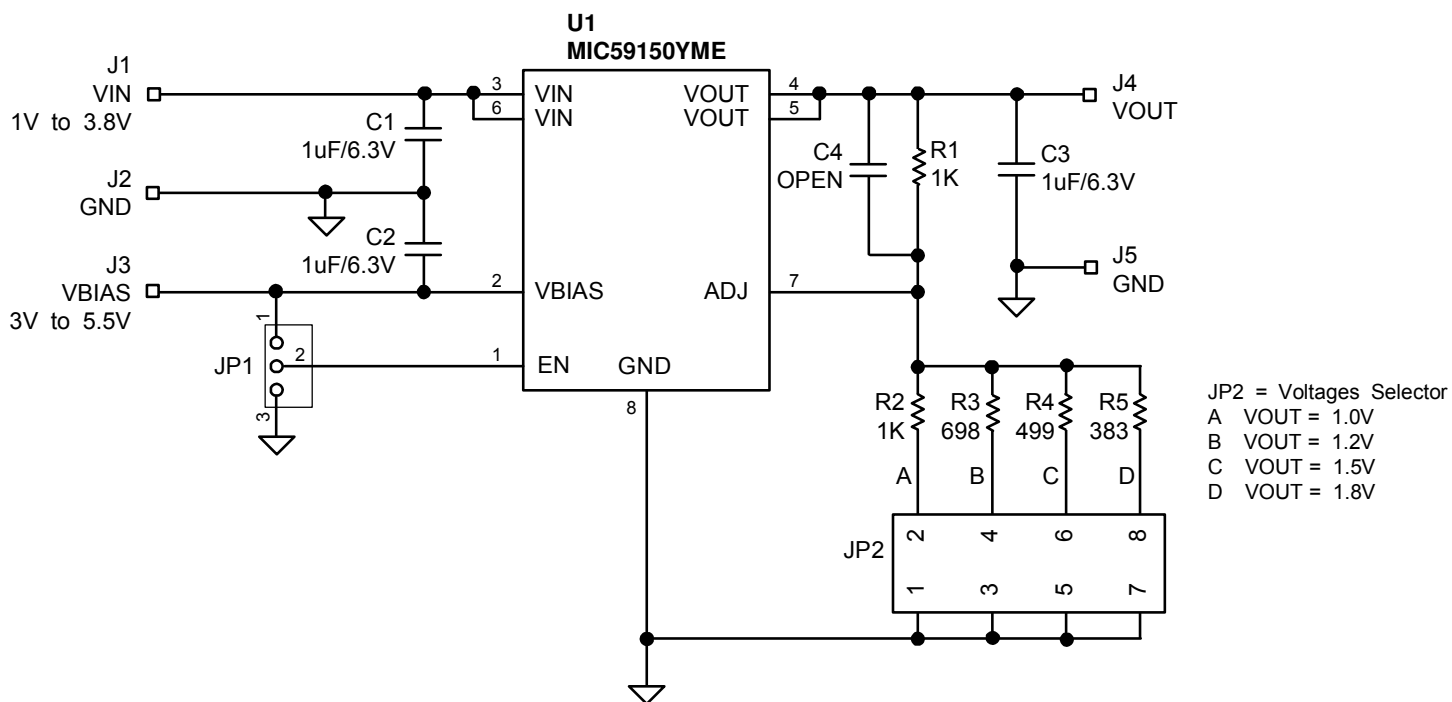 U1
MIC59150YME
J1
VIN
1V to 3.8V
J2
GND
J3
VBIAS
3V to 5.5V
C1
1uF/6.3V
C2
1uF/6.3V
JP1
1
2
3
3
6
2
1
8
VIN
VIN
VBIAS
EN
GND
VOUT
VOUT
ADJ
4
5
7
C4
OPEN
R1
1K
C3
1uF/6.3V
J4
VOUT
J5
GND
R2
1K
R3
698
R4
499
R5
383
A
B
C
D
JP2
2
4
6
8
1
3
5
7
JP2 = Voltages Selector
A VOUT = 1.0V
B VOUT = 1.2V
C VOUT = 1.5V
D VOUT = 1.8V